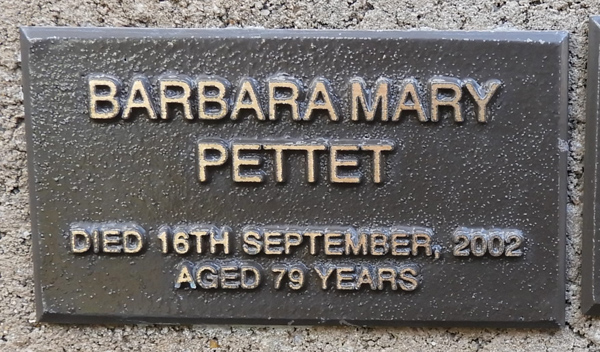 BARBARA MARY
PETTET
DIED 16TH SEPTEMBER, 2002
AGED 79 YEARS